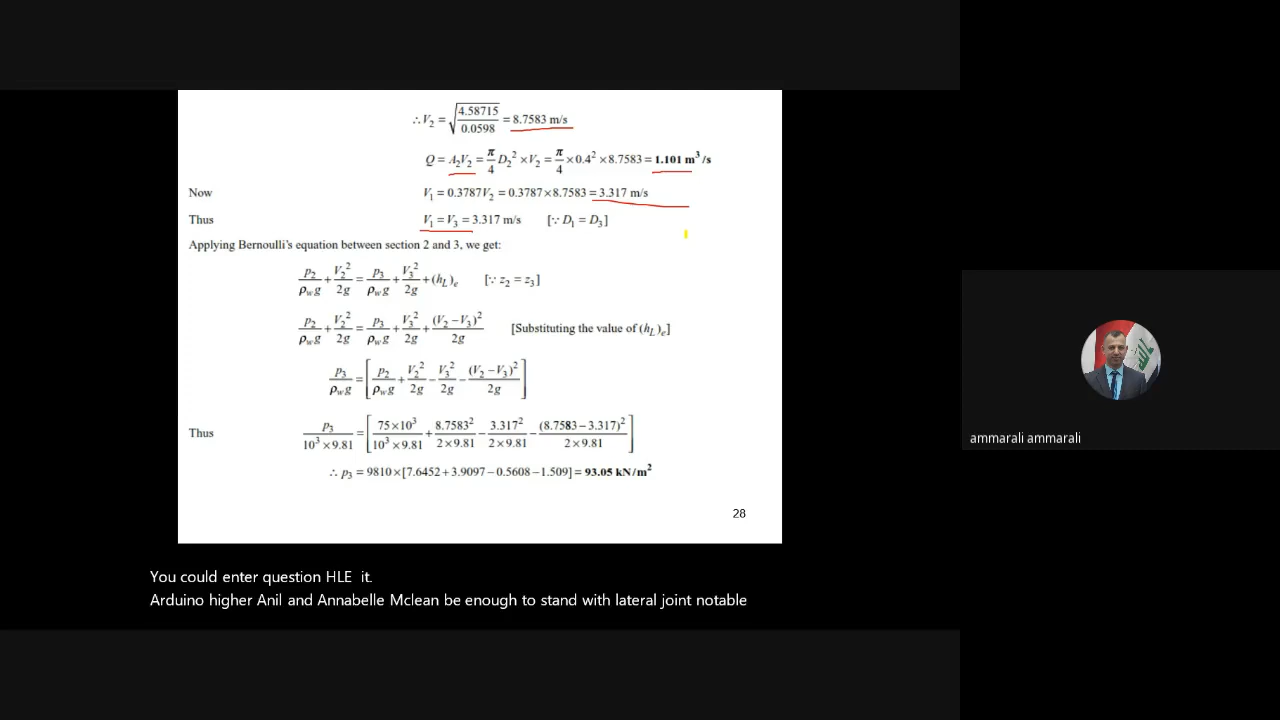 ∴ V₂ = √(4.58715/0.0598) = 8.7583 m/s
Q = A₂V₂ = π/4 D₂² × V₂ = π/4 × 0.4² × 8.7583 = 1.101 m³/s
Now V₁ = 0.3787V₂ = 0.3787 × 8.7583 = 3.317 m/s
Thus V₁ = V₃ = 3.317 m/s [∵ D₁ = D₃]
Applying Bernoulli's equation between section 2 and 3, we get:
p₂/ρ_w g + V₂²/2g = p₃/ρ_w g + V₃²/2g + (h_L)_e [∵ z₂ = z₃]
p₂/ρ_w g + V₂²/2g = p₃/ρ_w g + V₃²/2g + (V₂ − V₃)²/2g [Substituting the value of (h_L)_e]
p₃/ρ_w g = [p₂/ρ_w g + V₂²/2g − V₃²/2g − (V₂ − V₃)²/2g]
Thus p₃/(10³ × 9.81) = [75 × 10³/(10³ × 9.81) + 8.7583²/(2 × 9.81) − 3.317²/(2 × 9.81) − (8.7583 − 3.317)²/(2 × 9.81)]
∴ p₃ = 9810 × [7.6452 + 3.9097 − 0.5608 − 1.509] = 93.05 kN/m²
28
ammarali ammarali
You could enter question HLE it.
Arduino higher Anil and Annabelle Mclean be enough to stand with lateral joint notable